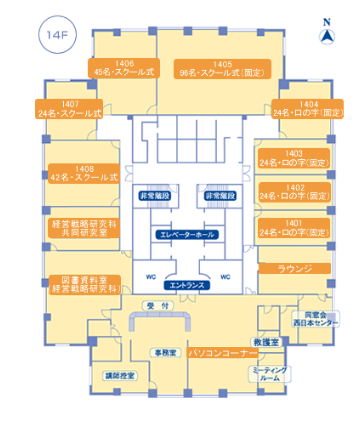 14F
N
1406
45名・スクール式
1405
96名・スクール式(固定)
1407
24名・スクール式
1404
24名・ロの字(固定)
1408
42名・スクール式
1403
24名・ロの字(固定)
1402
24名・ロの字(固定)
非常階段
非常階段
経営戦略研究科
共同研究室
1401
24名・ロの字(固定)
エレベーターホール
ラウンジ
WC
WC
図書資料室
経営戦略研究科)
エントランス
受付
同窓会
西日本センター
救護室
事務室
パソコンコーナー
講師控室
ミーティング
ルーム